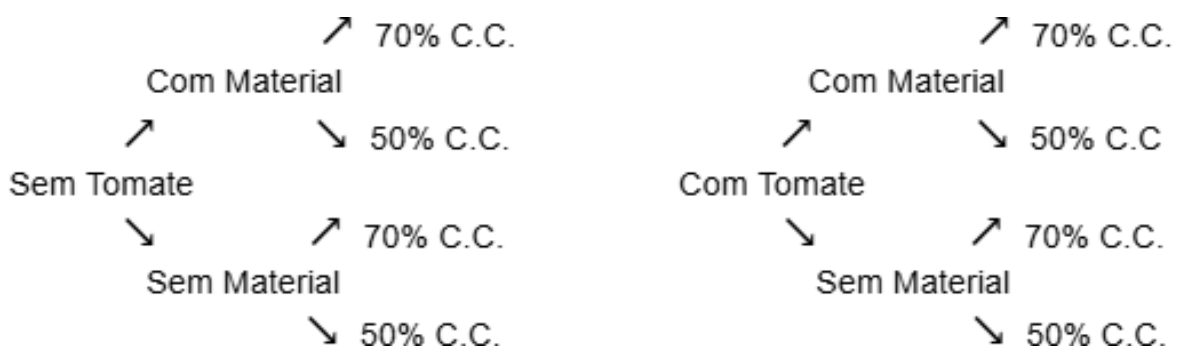 ↗ 70% C.C. ↗ 70% C.C.
Com Material Com Material
↗ ↘ 50% C.C. ↗ ↘ 50% C.C
Sem Tomate Com Tomate
↘ ↗ 70% C.C. ↘ ↗ 70% C.C.
Sem Material Sem Material
↘ 50% C.C. ↘ 50% C.C.